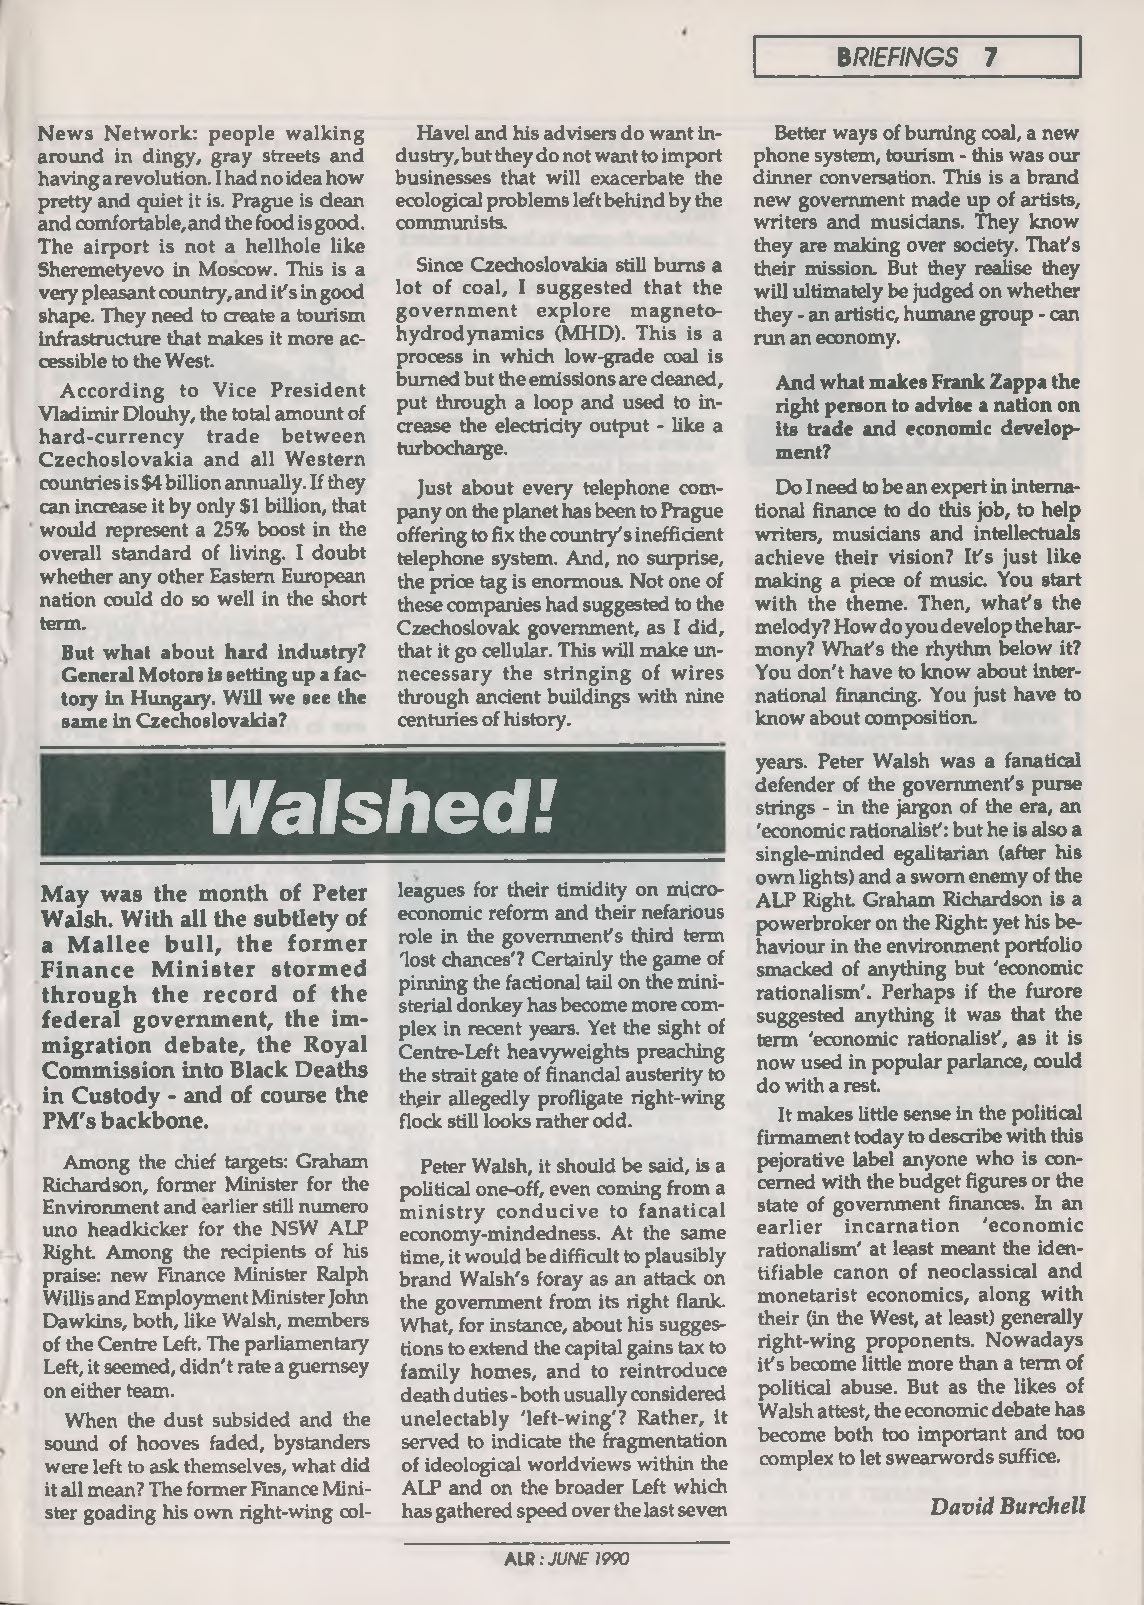 BRIEFINGS 7
News Network: people walking
around in dingy, gray streets and
having a revolution. I had no idea how
pretty and quiet it is. Prague is clean
and comfortable, and the food is good.
The airport is not a hellhole like
Sheremetyevo in Moscow. This is a
very pleasant country, and it's in good
shape. They need to create a tourism
infrastructure that makes it more ac-
cessible to the West.
According to Vice President
Vladimir Dlouhy, the total amount of
hard-currency trade between
Czechoslovakia and all Western
countries is $4 billion annually. If they
can increase it by only $1 billion, that
would represent a 25% boost in the
overall standard of living. I doubt
whether any other Eastern European
nation could do so well in the short
term.
But what about hard industry?
General Motors is setting up a fac-
tory in Hungary. Will we see the
same in Czechoslovakia?
Havel and his advisers do want in-
dustry, but they do not want to import
businesses that will exacerbate the
ecological problems left behind by the
communists.
Since Czechoslovakia still burns a
lot of coal, I suggested that the
government explore magneto-
hydrodynamics (MHD). This is a
process in which low-grade coal is
burned but the emissions are cleaned,
put through a loop and used to in-
crease the electricity output - like a
turbocharge.
Just about every telephone com-
pany on the planet has been to Prague
offering to fix the country's inefficient
telephone system. And, no surprise,
the price tag is enormous. Not one of
these companies had suggested to the
Czechoslovak government, as I did,
that it go cellular. This will make un-
necessary the stringing of wires
through ancient buildings with nine
centuries of history.
Better ways of burning coal, a new
phone system, tourism - this was our
dinner conversation. This is a brand
new government made up of artists,
writers and musicians. They know
they are making over society. That's
their mission. But they realise they
will ultimately be judged on whether
they - an artistic, humane group - can
run an economy.
And what makes Frank Zappa the
right person to advise a nation on
its trade and economic develop-
ment?
Do I need to be an expert in interna-
tional finance to do this job, to help
writers, musicians and intellectuals
achieve their vision? It's just like
making a piece of music. You start
with the theme. Then, what's the
melody? How do you develop the har-
mony? What's the rhythm below it?
You don't have to know about inter-
national financing. You just have to
know about composition.
Walshed!
May was the month of Peter
Walsh. With all the subtlety of
a Mallee bull, the former
Finance Minister stormed
through the record of the
federal government, the im-
migration debate, the Royal
Commission into Black Deaths
in Custody - and of course the
PM's backbone.
Among the chief targets: Graham
Richardson, former Minister for the
Environment and earlier still numero
uno headkicker for the NSW ALP
Right. Among the recipients of his
praise: new Finance Minister Ralph
Willis and Employment Minister John
Dawkins, both, like Walsh, members
of the Centre Left. The parliamentary
Left, it seemed, didn't rate a guernsey
on either team.
When the dust subsided and the
sound of hooves faded, bystanders
were left to ask themselves, what did
it all mean? The former Finance Mini-
ster goading his own right-wing col-
leagues for their timidity on micro-
economic reform and their nefarious
role in the government's third term
'lost chances'? Certainly the game of
pinning the factional tail on the mini-
sterial donkey has become more com-
plex in recent years. Yet the sight of
Centre-Left heavyweights preaching
the strait gate of financial austerity to
their allegedly profligate right-wing
flock still looks rather odd.
Peter Walsh, it should be said, is a
political one-off, even coming from a
ministry conducive to fanatical
economy-mindedness. At the same
time, it would be difficult to plausibly
brand Walsh's foray as an attack on
the government from its right flank.
What, for instance, about his sugges-
tions to extend the capital gains tax to
family homes, and to reintroduce
death duties - both usually considered
unelectably 'left-wing'? Rather, it
served to indicate the fragmentation
of ideological worldviews within the
ALP and on the broader Left which
has gathered speed over the last seven
years. Peter Walsh was a fanatical
defender of the government's purse
strings - in the jargon of the era, an
'economic rationalist': but he is also a
single-minded egalitarian (after his
own lights) and a sworn enemy of the
ALP Right. Graham Richardson is a
powerbroker on the Right: yet his be-
haviour in the environment portfolio
smacked of anything but 'economic
rationalism'. Perhaps if the furore
suggested anything it was that the
term 'economic rationalist', as it is
now used in popular parlance, could
do with a rest.
It makes little sense in the political
firmament today to describe with this
pejorative label anyone who is con-
cerned with the budget figures or the
state of government finances. In an
earlier incarnation 'economic
rationalism' at least meant the iden-
tifiable canon of neoclassical and
monetarist economics, along with
their (in the West, at least) generally
right-wing proponents. Nowadays
it's become little more than a term of
political abuse. But as the likes of
Walsh attest, the economic debate has
become both too important and too
complex to let swearwords suffice.
David Burchell
ALR : JUNE 1990